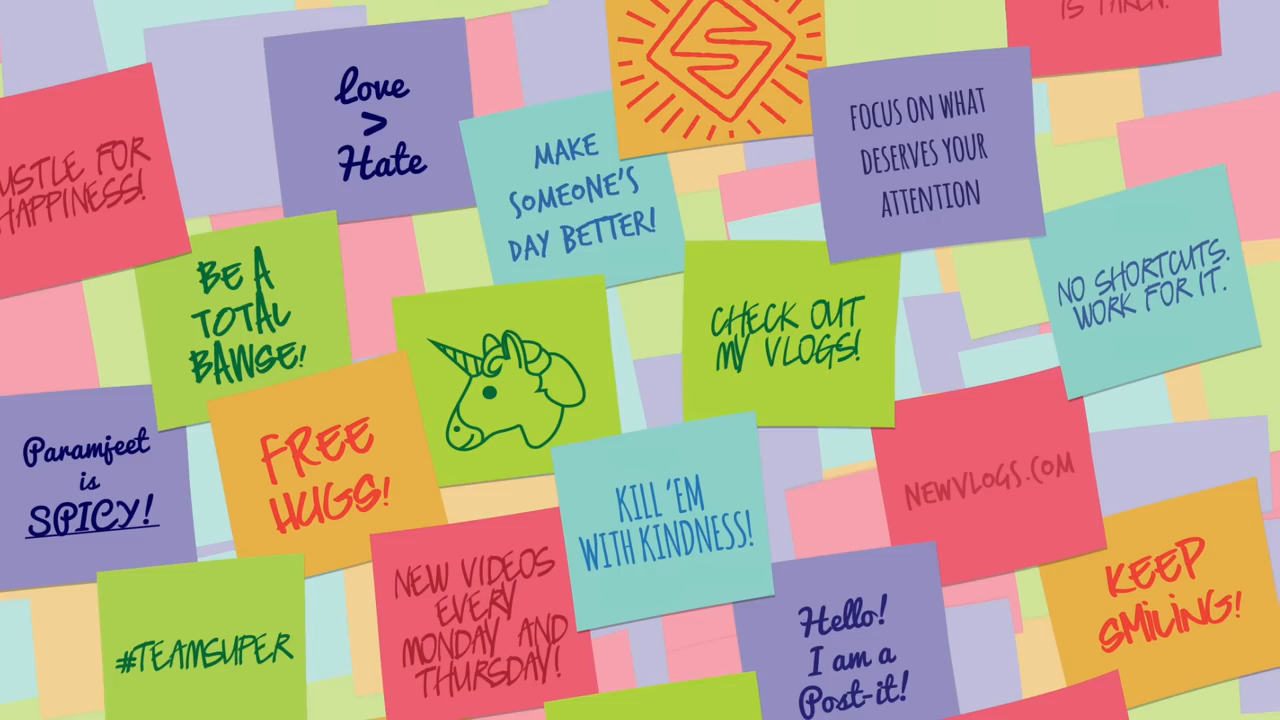 IS TAKEN.
Love
>
Hate
FOCUS ON WHAT
DESERVES YOUR
ATTENTION
MAKE
SOMEONE'S
DAY BETTER!
USTLE FOR
HAPPINESS!
BE A
TOTAL
BAWSE!
NO SHORTCUTS.
WORK FOR IT.
CHECK OUT
MY VLOGS!
Paramjeet
is
SPICY!
FREE
HUGS!
NEWVLOGS.COM
KILL 'EM
WITH KINDNESS!
KEEP
SMiLiNG!
NEW VIDEOS
EVERY
MONDAY AND
THURSDAY!
#TEAMSUPER
Hello!
I am a
Post-it!